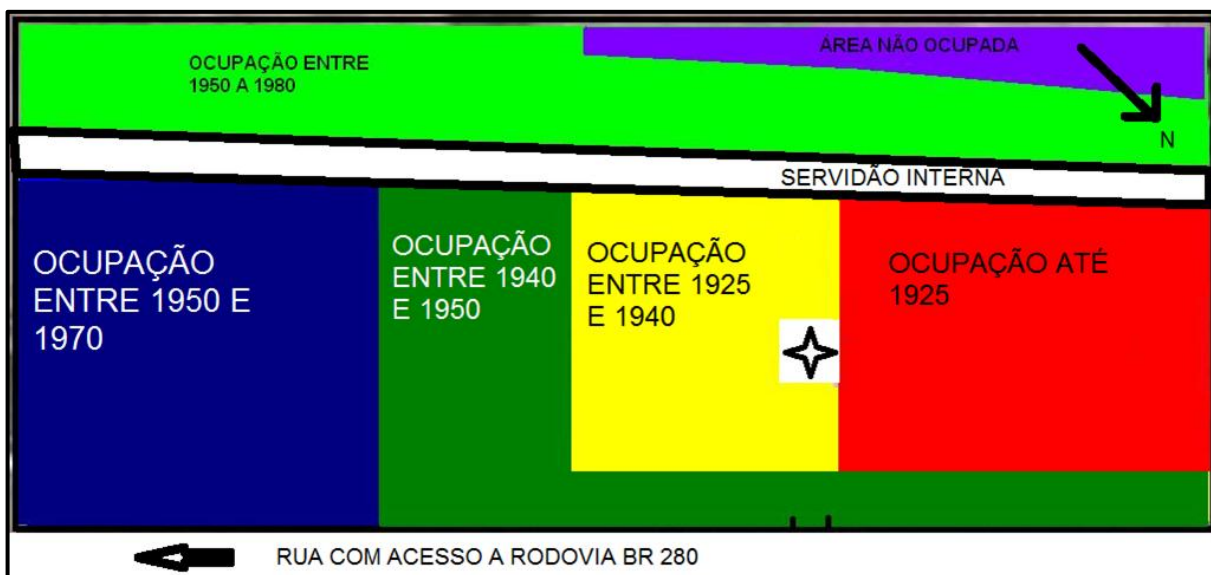 OCUPAÇÃO ENTRE
1950 A 1980
ÁREA NÃO OCUPADA
N
SERVIDÃO INTERNA
OCUPAÇÃO
ENTRE 1950 E
1970
OCUPAÇÃO
ENTRE 1940
E 1950
OCUPAÇÃO
ENTRE 1925
E 1940
OCUPAÇÃO ATÉ
1925
RUA COM ACESSO A RODOVIA BR 280